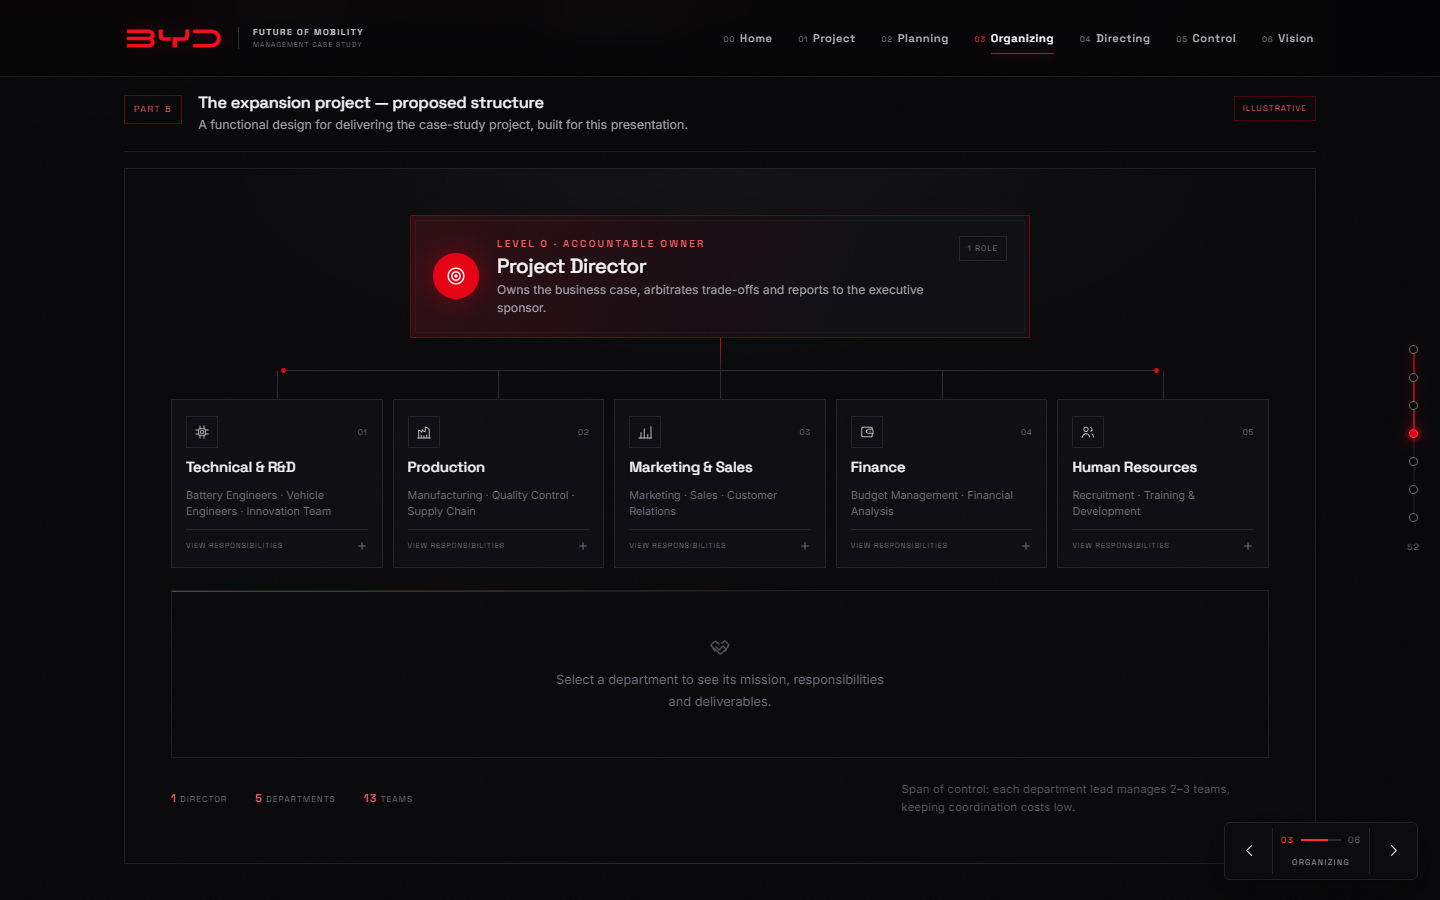 BYD
FUTURE OF MOBILITY
MANAGEMENT CASE STUDY
00 Home
01 Project
02 Planning
03 Organizing
04 Directing
05 Control
06 Vision
PART B
The expansion project — proposed structure
A functional design for delivering the case-study project, built for this presentation.
ILLUSTRATIVE
LEVEL 0 · ACCOUNTABLE OWNER
1 ROLE
Project Director
Owns the business case, arbitrates trade-offs and reports to the executive
sponsor.
01
Technical & R&D
Battery Engineers · Vehicle
Engineers · Innovation Team
VIEW RESPONSIBILITIES +
02
Production
Manufacturing · Quality Control ·
Supply Chain
VIEW RESPONSIBILITIES +
03
Marketing & Sales
Marketing · Sales · Customer
Relations
VIEW RESPONSIBILITIES +
04
Finance
Budget Management · Financial
Analysis
VIEW RESPONSIBILITIES +
05
Human Resources
Recruitment · Training &
Development
VIEW RESPONSIBILITIES +
52
Select a department to see its mission, responsibilities
and deliverables.
1 DIRECTOR
5 DEPARTMENTS
13 TEAMS
Span of control: each department lead manages 2–3 teams,
keeping coordination costs low.
03 06
ORGANIZING